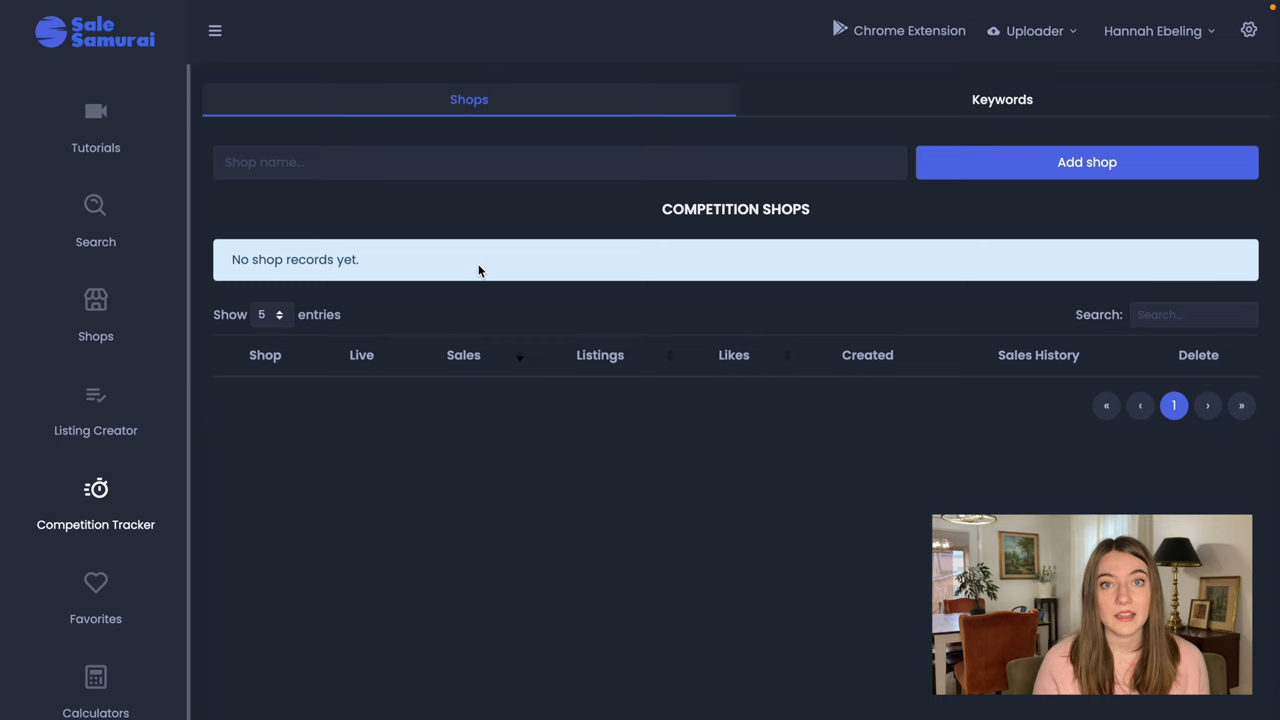 Sale
Samurai
Chrome Extension
Uploader
Hannah Ebeling
Tutorials
Search
Shops
Listing Creator
Competition Tracker
Favorites
Calculators
Shops
Keywords
Shop name...
Add shop
COMPETITION SHOPS
No shop records yet.
Show 5 entries
Search: Search...
Shop Live Sales Listings Likes Created Sales History Delete
« ‹ 1 › »